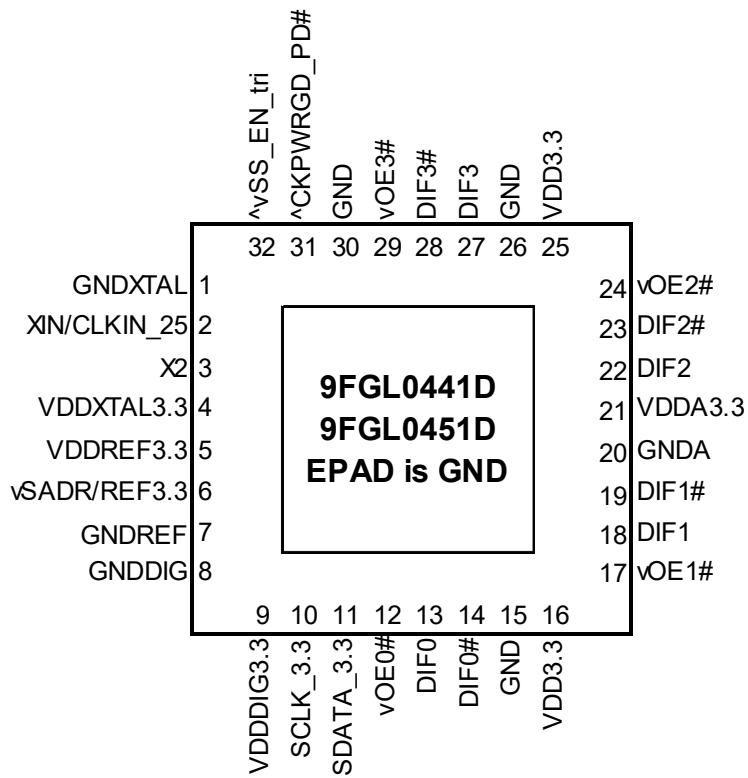 ^vSS_EN_tri
^CKPWRGD_PD#
GND
vOE3#
DIF3#
DIF3
GND
VDD3.3
32 31 30 29 28 27 26 25
GNDXTAL 1
XIN/CLKIN_25 2
X2 3
VDDXTAL3.3 4
VDDREF3.3 5
vSADR/REF3.3 6
GNDREF 7
GNDDIG 8
9FGL0441D
9FGL0451D
EPAD is GND
24 vOE2#
23 DIF2#
22 DIF2
21 VDDA3.3
20 GNDA
19 DIF1#
18 DIF1
17 vOE1#
9 10 11 12 13 14 15 16
VDDDIG3.3
SCLK_3.3
SDATA_3.3
vOE0#
DIF0
DIF0#
GND
VDD3.3